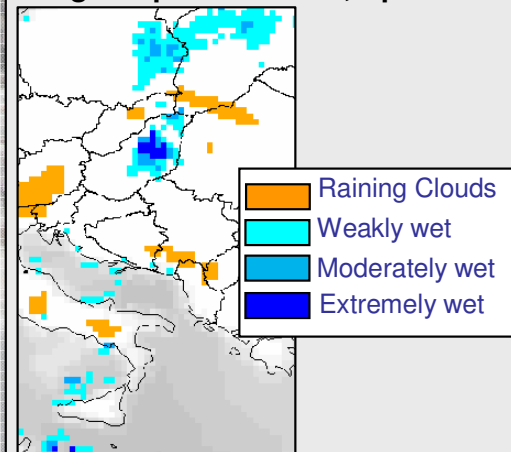 Raining Clouds
Weakly wet
Moderately wet
Extremely wet